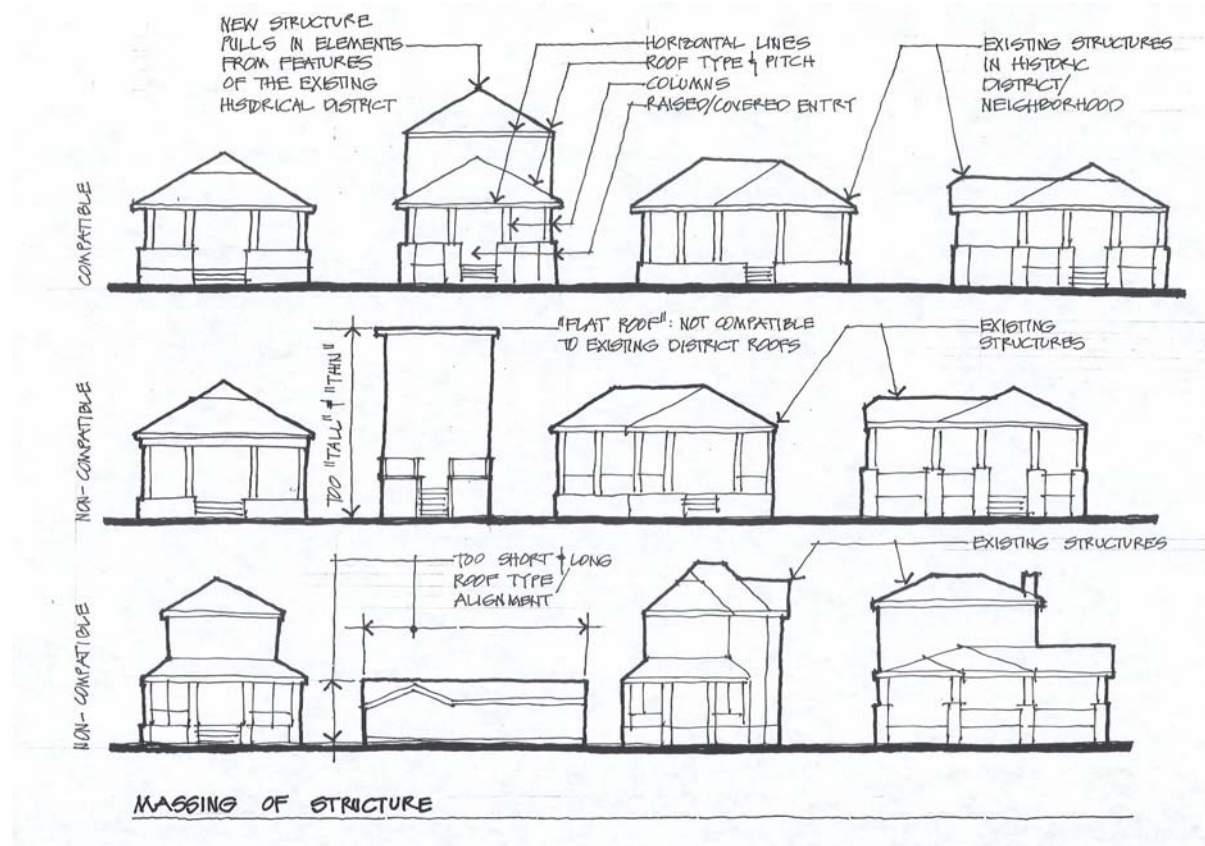 NEW STRUCTURE
PULLS IN ELEMENTS
FROM FEATURES
OF THE EXISTING
HISTORICAL DISTRICT
HORIZONTAL LINES
ROOF TYPE & PITCH
COLUMNS
RAISED/COVERED ENTRY
EXISTING STRUCTURES
IN HISTORIC
DISTRICT/
NEIGHBORHOOD
COMPATIBLE
"FLAT ROOF": NOT COMPATIBLE
TO EXISTING DISTRICT ROOFS
EXISTING
STRUCTURES
TOO "TALL" & "THIN"
NON-COMPATIBLE
TOO SHORT & LONG
ROOF TYPE/
ALIGNMENT
EXISTING STRUCTURES
NON-COMPATIBLE
MASSING OF STRUCTURE